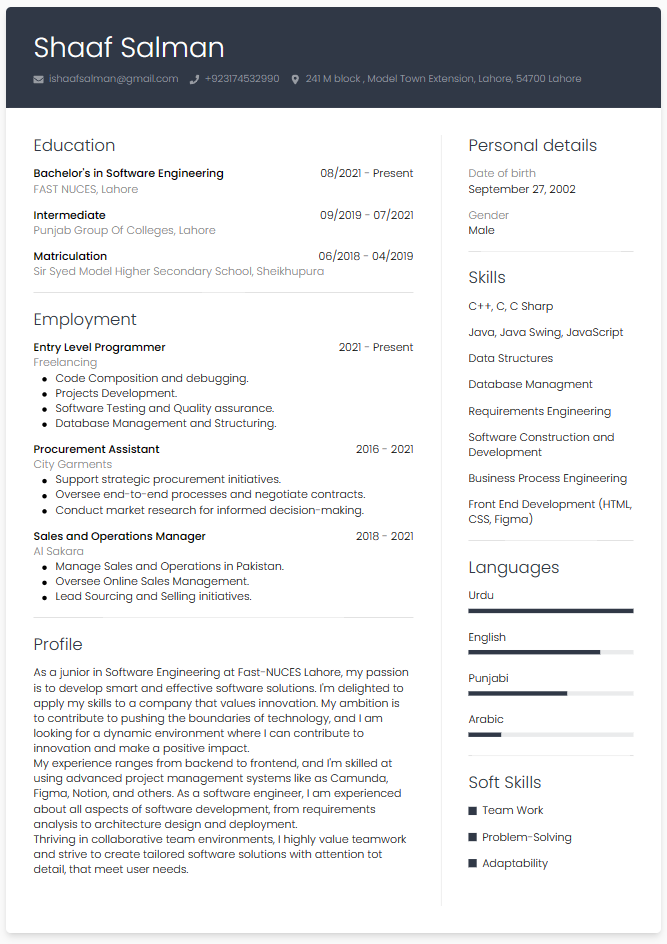 Shaaf Salman
ishaafsalman@gmail.com +923174532990 241 M block , Model Town Extension, Lahore, 54700 Lahore
Education
Bachelor's in Software Engineering 08/2021 - Present
FAST NUCES, Lahore
Intermediate 09/2019 - 07/2021
Punjab Group Of Colleges, Lahore
Matriculation 06/2018 - 04/2019
Sir Syed Model Higher Secondary School, Sheikhupura
Employment
Entry Level Programmer 2021 - Present
Freelancing
• Code Composition and debugging.
• Projects Development.
• Software Testing and Quality assurance.
• Database Management and Structuring.
Procurement Assistant 2016 - 2021
City Garments
• Support strategic procurement initiatives.
• Oversee end-to-end processes and negotiate contracts.
• Conduct market research for informed decision-making.
Sales and Operations Manager 2018 - 2021
Al Sakara
• Manage Sales and Operations in Pakistan.
• Oversee Online Sales Management.
• Lead Sourcing and Selling initiatives.
Profile
As a junior in Software Engineering at Fast-NUCES Lahore, my passion
is to develop smart and effective software solutions. I'm delighted to
apply my skills to a company that values innovation. My ambition is
to contribute to pushing the boundaries of technology, and I am
looking for a dynamic environment where I can contribute to
innovation and make a positive impact.
My experience ranges from backend to frontend, and I'm skilled at
using advanced project management systems like as Camunda,
Figma, Notion, and others. As a software engineer, I am experienced
about all aspects of software development, from requirements
analysis to architecture design and deployment.
Thriving in collaborative team environments, I highly value teamwork
and strive to create tailored software solutions with attention tot
detail, that meet user needs.
Personal details
Date of birth
September 27, 2002
Gender
Male
Skills
C++, C, C Sharp
Java, Java Swing, JavaScript
Data Structures
Database Managment
Requirements Engineering
Software Construction and
Development
Business Process Engineering
Front End Development (HTML,
CSS, Figma)
Languages
Urdu
English
Punjabi
Arabic
Soft Skills
Team Work
Problem-Solving
Adaptability